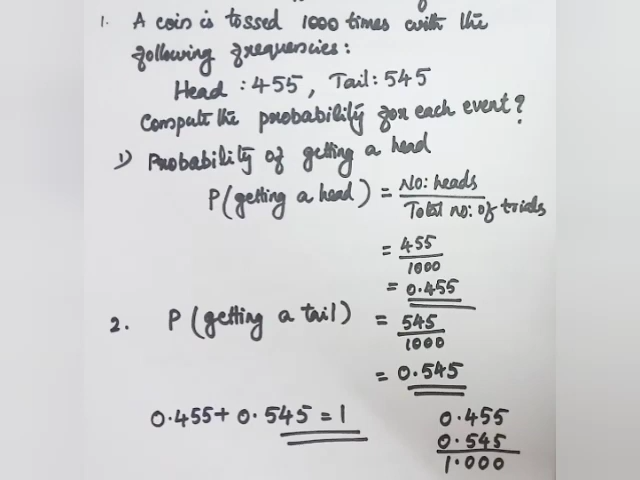 1. A coin is tossed 1000 times with the
following frequencies:
Head : 455, Tail: 545
Compute the probability for each event?
1) Probability of getting a head
P(getting a head) = No: heads / Total no: of trials
= 455 / 1000
= 0.455
2. P(getting a tail) = 545 / 1000
= 0.545
0.455+ 0.545 = 1
0.455
0.545
1.000